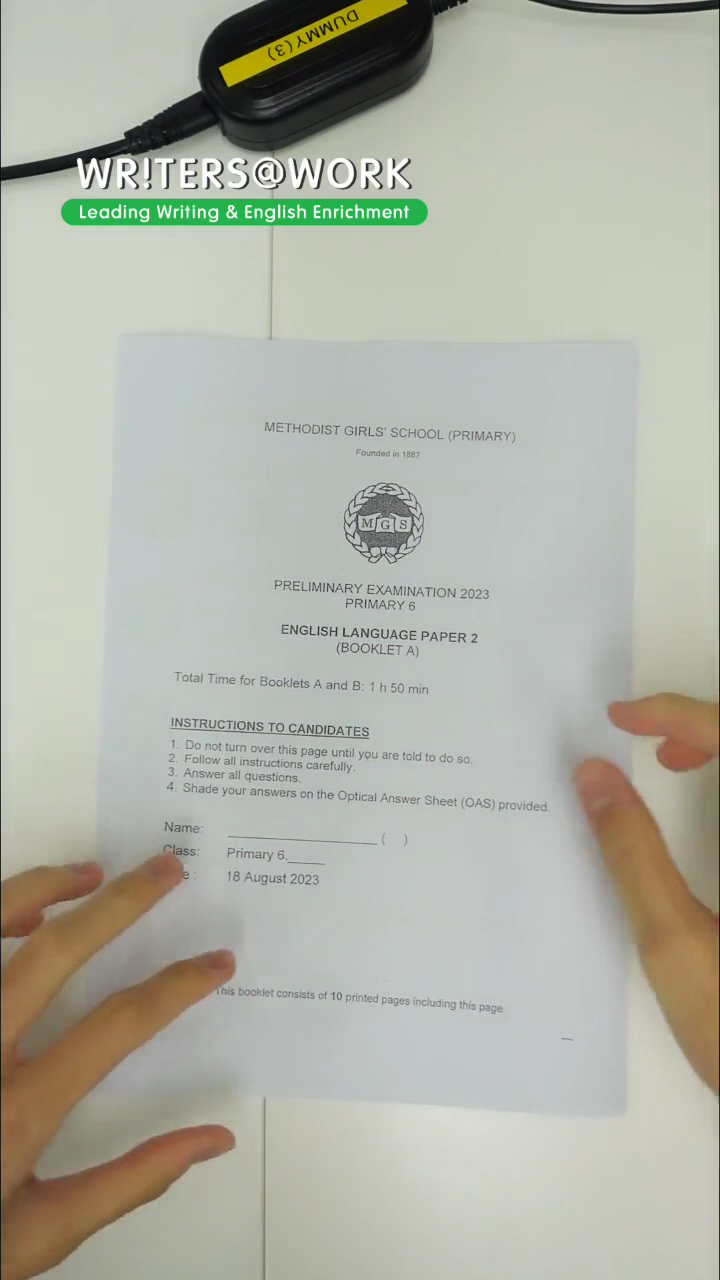 DUMMY(3)
WR!TERS@WORK
Leading Writing & English Enrichment
METHODIST GIRLS' SCHOOL (PRIMARY)
Founded in 1887
M G S
PRELIMINARY EXAMINATION 2023
PRIMARY 6
ENGLISH LANGUAGE PAPER 2
(BOOKLET A)
Total Time for Booklets A and B: 1 h 50 min
INSTRUCTIONS TO CANDIDATES
1. Do not turn over this page until you are told to do so.
2. Follow all instructions carefully.
3. Answer all questions.
4. Shade your answers on the Optical Answer Sheet (OAS) provided.
Name: ____________________ ( )
Class: Primary 6._____
e : 18 August 2023
This booklet consists of 10 printed pages including this page.